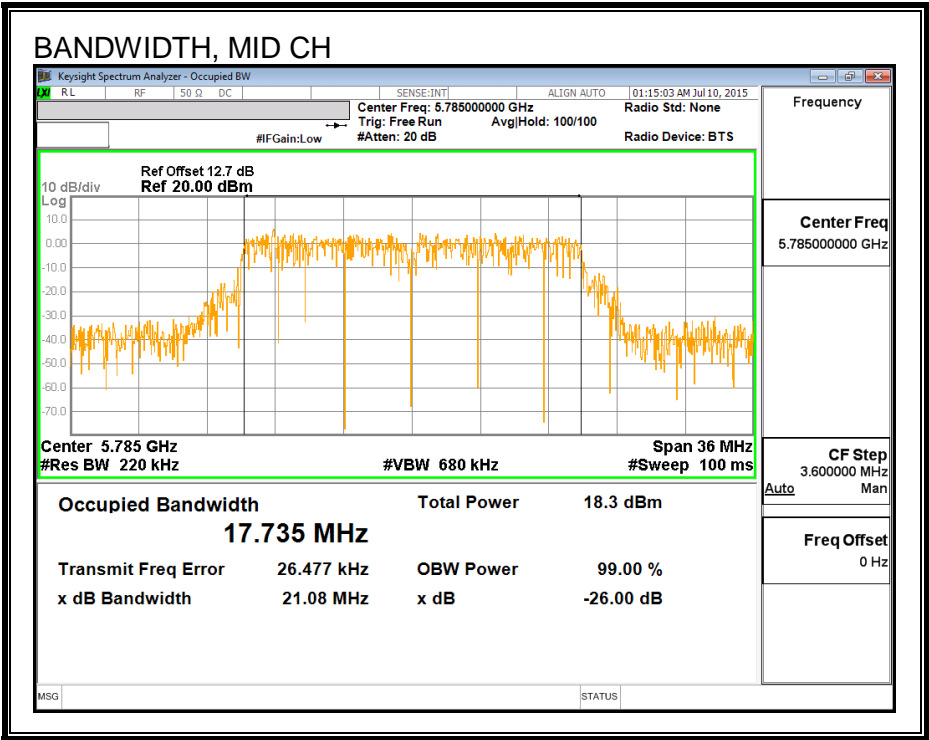 BANDWIDTH, MID CH
Keysight Spectrum Analyzer - Occupied BW
LXI RL RF 50 Ω DC SENSE:INT ALIGN AUTO 01:15:03 AM Jul 10, 2015
Center Freq: 5.785000000 GHz Radio Std: None
Trig: Free Run Avg|Hold: 100/100
#IFGain:Low #Atten: 20 dB Radio Device: BTS
Ref Offset 12.7 dB
10 dB/div Ref 20.00 dBm
Log
10.0
0.00
-10.0
-20.0
-30.0
-40.0
-50.0
-60.0
-70.0
Center 5.785 GHz Span 36 MHz
#Res BW 220 kHz #VBW 680 kHz #Sweep 100 ms
Occupied Bandwidth Total Power 18.3 dBm
17.735 MHz
Transmit Freq Error 26.477 kHz OBW Power 99.00 %
x dB Bandwidth 21.08 MHz x dB -26.00 dB
Frequency
Center Freq
5.785000000 GHz
CF Step
3.600000 MHz
Auto Man
Freq Offset
0 Hz
MSG STATUS